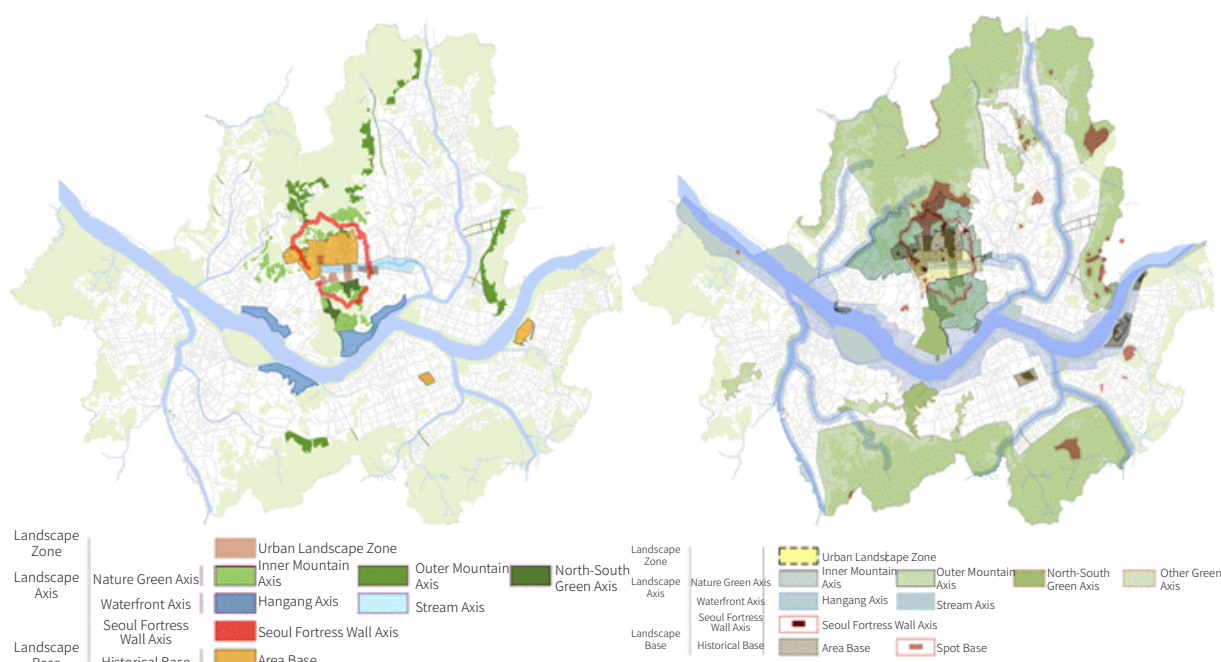 Landscape
Zone
Urban Landscape Zone
Landscape
Axis
Nature Green Axis
Inner Mountain
Axis
Outer Mountain
Axis
North-South
Green Axis
Waterfront Axis
Hangang Axis
Stream Axis
Seoul Fortress
Wall Axis
Seoul Fortress Wall Axis
Landscape
Base
Historical Base
Area Base
Landscape
Zone
Urban Landscape Zone
Landscape
Axis
Nature Green Axis
Inner Mountain
Axis
Outer Mountain
Axis
North-South
Green Axis
Other Green
Axis
Waterfront Axis
Hangang Axis
Stream Axis
Seoul Fortress
Wall Axis
Seoul Fortress Wall Axis
Landscape
Base
Historical Base
Area Base
Spot Base